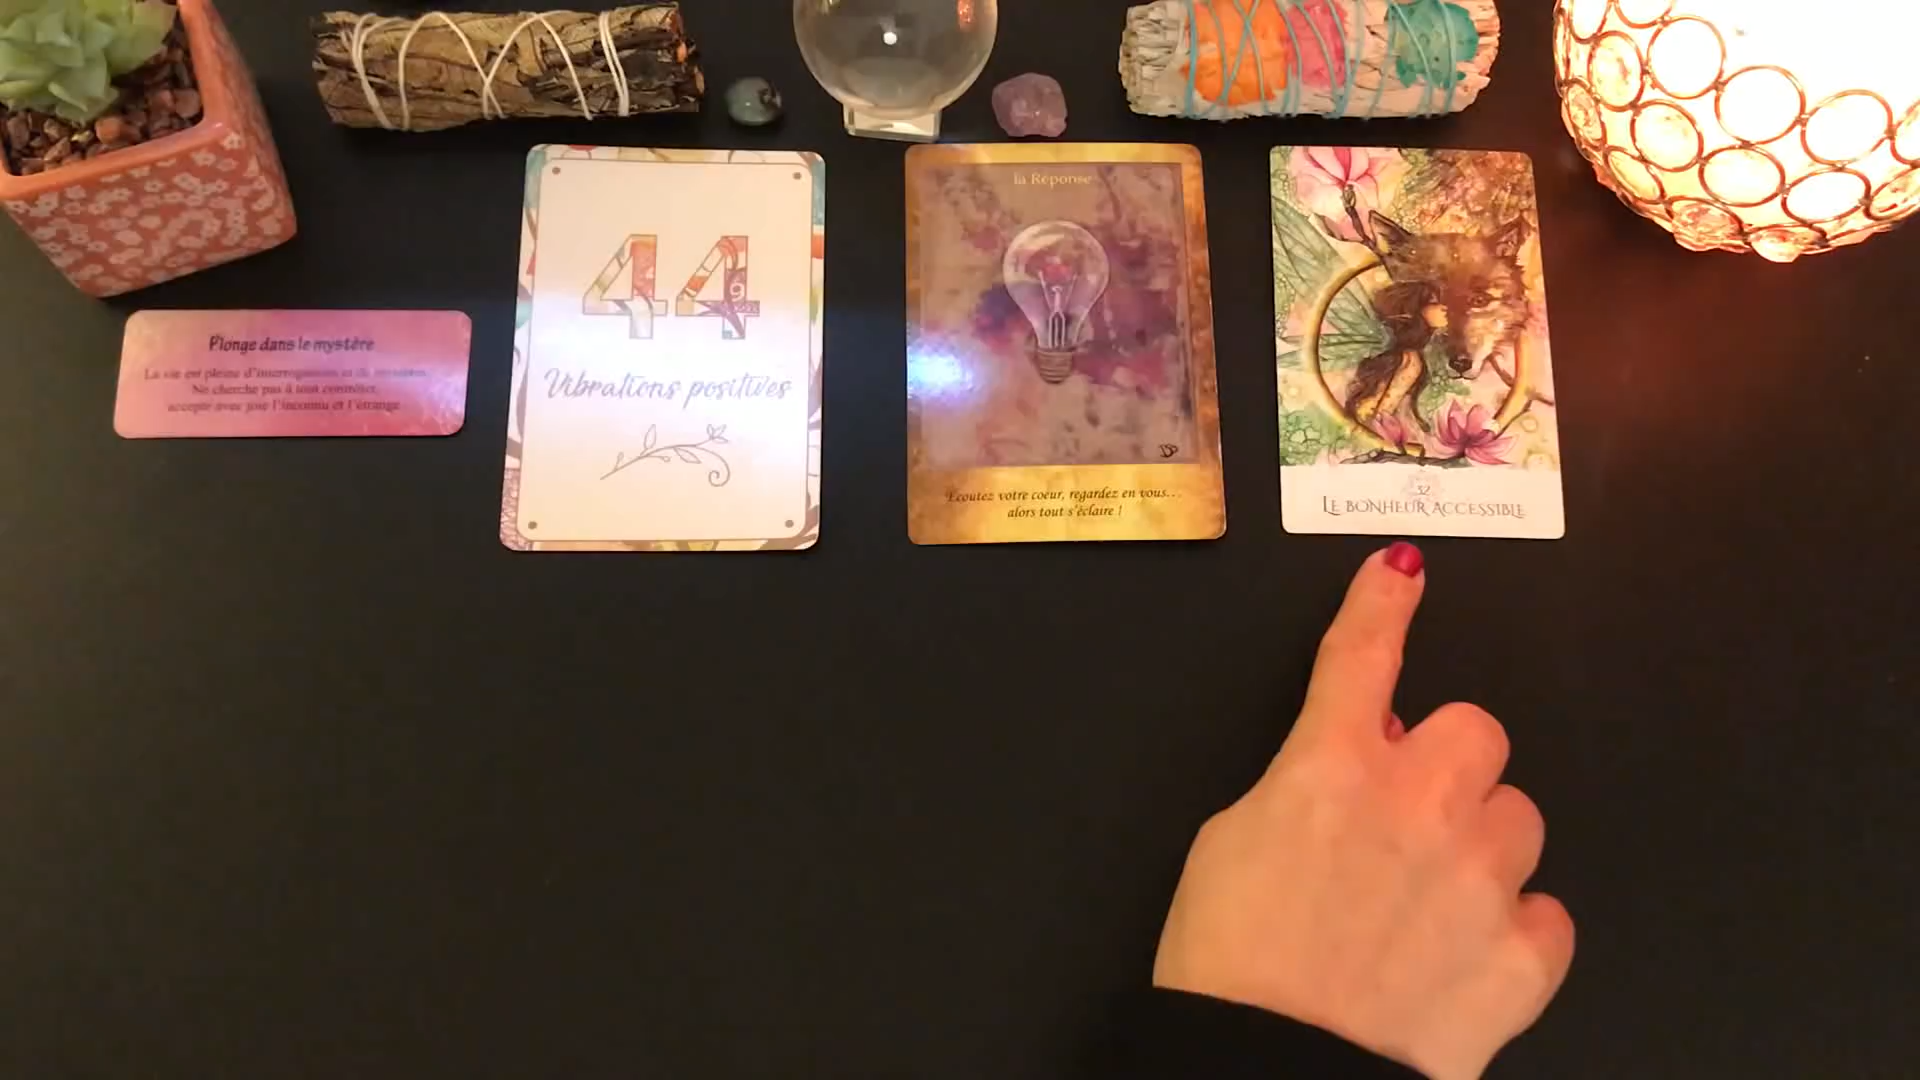 Plonge dans le mystère
La vie est pleine d'interrogations et de mystères.
Ne cherche pas à tout contrôler,
accepte avec joie l'inconnu et l'étrange
44
9
Vibrations positives
la Réponse
Écoutez votre coeur, regardez en vous...
alors tout s'éclaire !
32
LE BONHEUR ACCESSIBLE